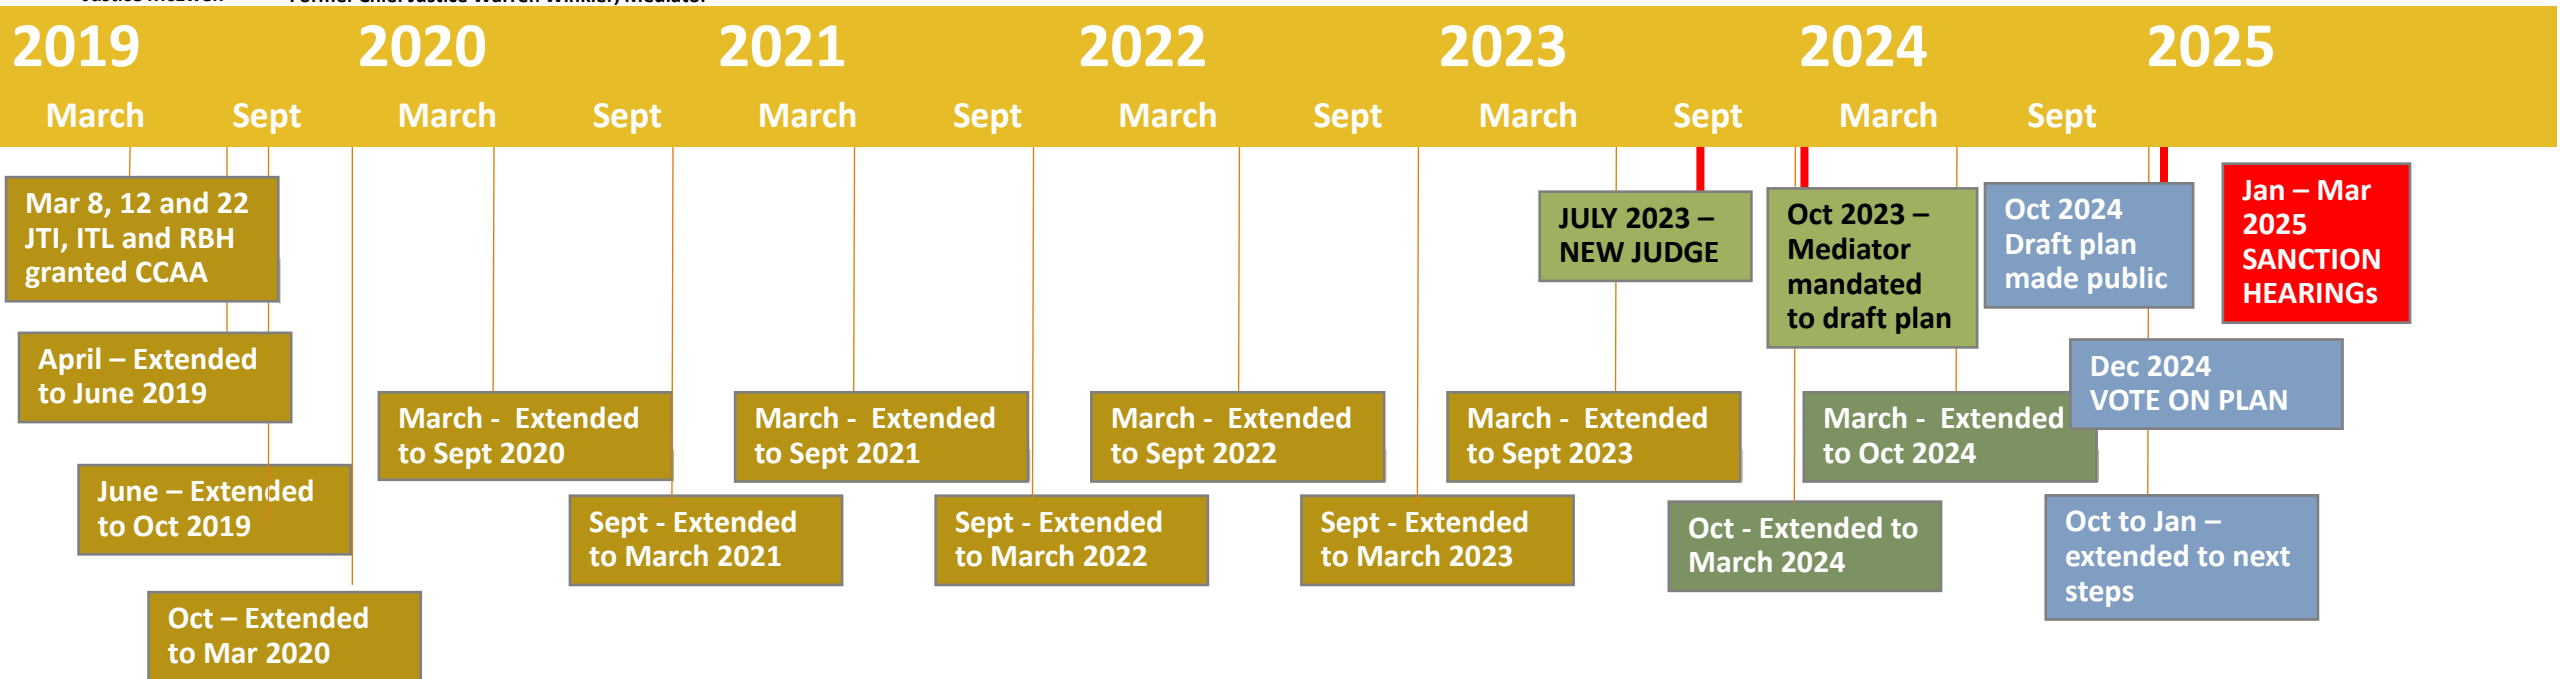 Former Chief Justice Warren Winkler, Mediator
2019 2020 2021 2022 2023 2024 2025
March Sept March Sept March Sept March Sept March Sept March Sept
Mar 8, 12 and 22
JTI, ITL and RBH
granted CCAA
April – Extended
to June 2019
June – Extended
to Oct 2019
Oct – Extended
to Mar 2020
March - Extended
to Sept 2020
Sept - Extended
to March 2021
March - Extended
to Sept 2021
Sept - Extended
to March 2022
March - Extended
to Sept 2022
Sept - Extended
to March 2023
March - Extended
to Sept 2023
JULY 2023 –
NEW JUDGE
Oct 2023 –
Mediator
mandated
to draft plan
Oct - Extended to
March 2024
March - Extended
to Oct 2024
Oct 2024
Draft plan
made public
Dec 2024
VOTE ON PLAN
Oct to Jan –
extended to next
steps
Jan – Mar
2025
SANCTION
HEARINGs